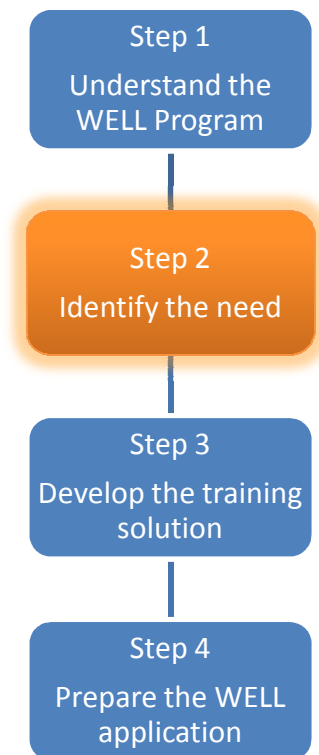 Step 1
Understand the
WELL Program
Step 2
Identify the need
Step 3
Develop the training
solution
Step 4
Prepare the WELL
application